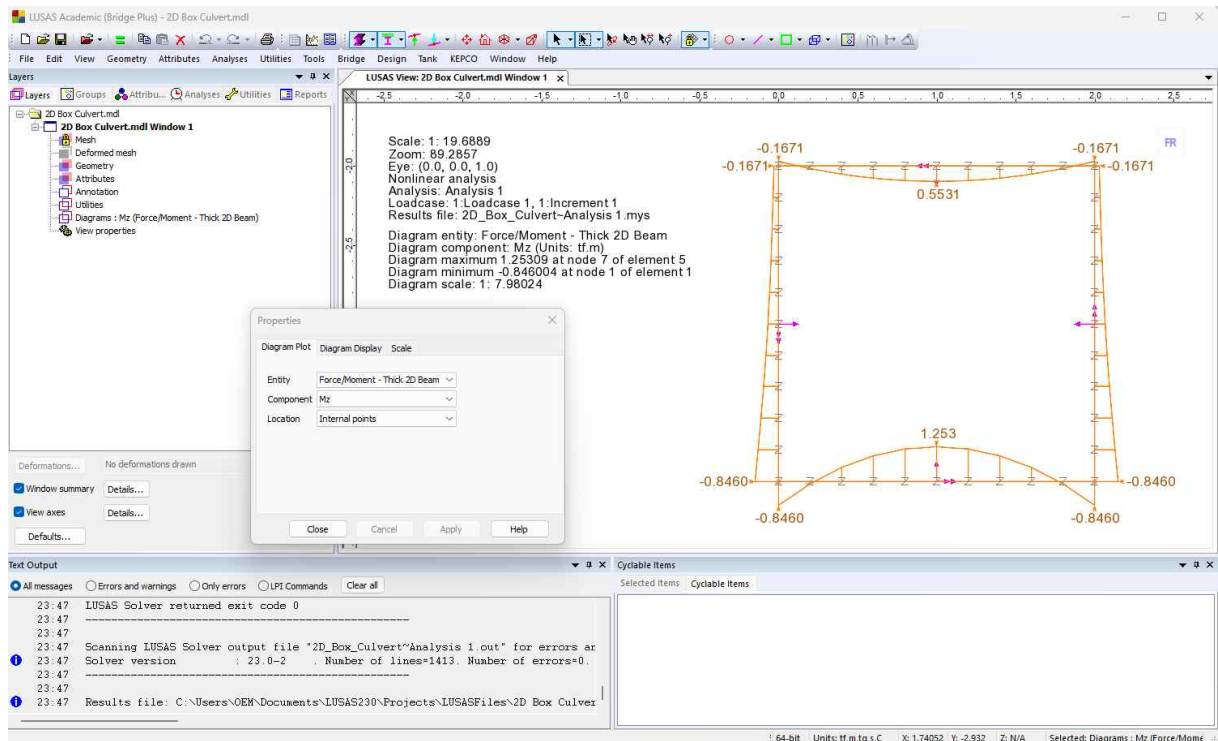 LUSAS Academic (Bridge Plus) - 2D Box Culvert.mdl
File Edit View Geometry Attributes Analyses Utilities Tools Bridge Design Tank KEPCO Window Help
Layers
Layers Groups Attribu... Analyses Utilities Reports
2D Box Culvert.mdl
2D Box Culvert.mdl Window 1
Mesh
Deformed mesh
Geometry
Attributes
Annotation
Utilities
Diagrams : Mz (Force/Moment - Thick 2D Beam)
View properties
Deformations... No deformations drawn
Window summary Details...
View axes Details...
Defaults...
LUSAS View: 2D Box Culvert.mdl Window 1 x
-2,5 -2,0 -1,5 -1,0 -0,5 0,0 0,5 1,0 1,5 2,0 2,5
-2,0
-2,5
Scale: 1: 19.6889
Zoom: 89.2857
Eye: (0.0, 0.0, 1.0)
Nonlinear analysis
Analysis: Analysis 1
Loadcase: 1:Loadcase 1, 1:Increment 1
Results file: 2D_Box_Culvert~Analysis 1.mys
Diagram entity: Force/Moment - Thick 2D Beam
Diagram component: Mz (Units: tf.m)
Diagram maximum 1.25309 at node 7 of element 5
Diagram minimum -0.846004 at node 1 of element 1
Diagram scale: 1: 7.98024
-0.1671 -0.1671
FR
-0.1671 -0.1671
0.5531
1.253
-0.8460 -0.8460
-0.8460 -0.8460
Properties
Diagram Plot Diagram Display Scale
Entity Force/Moment - Thick 2D Beam
Component Mz
Location Internal points
Close Cancel Apply Help
Text Output
All messages Errors and warnings Only errors LPI Commands Clear all
23:47 LUSAS Solver returned exit code 0
23:47 --------------------------------------------------
23:47
23:47 Scanning LUSAS Solver output file "2D_Box_Culvert~Analysis 1.out" for errors ar
23:47 Solver version : 23.0-2 . Number of lines=1413. Number of errors=0.
23:47 --------------------------------------------------
23:47
23:47 Results file: C:\Users\OEM\Documents\LUSAS230\Projects\LUSASFiles\2D Box Culver
Cyclable Items
Selected Items Cyclable Items
64-bit Units: tf,m,tg,s,C X: 1,74052 Y: -2,932 Z: N/A Selected: Diagrams : Mz (Force/Mome